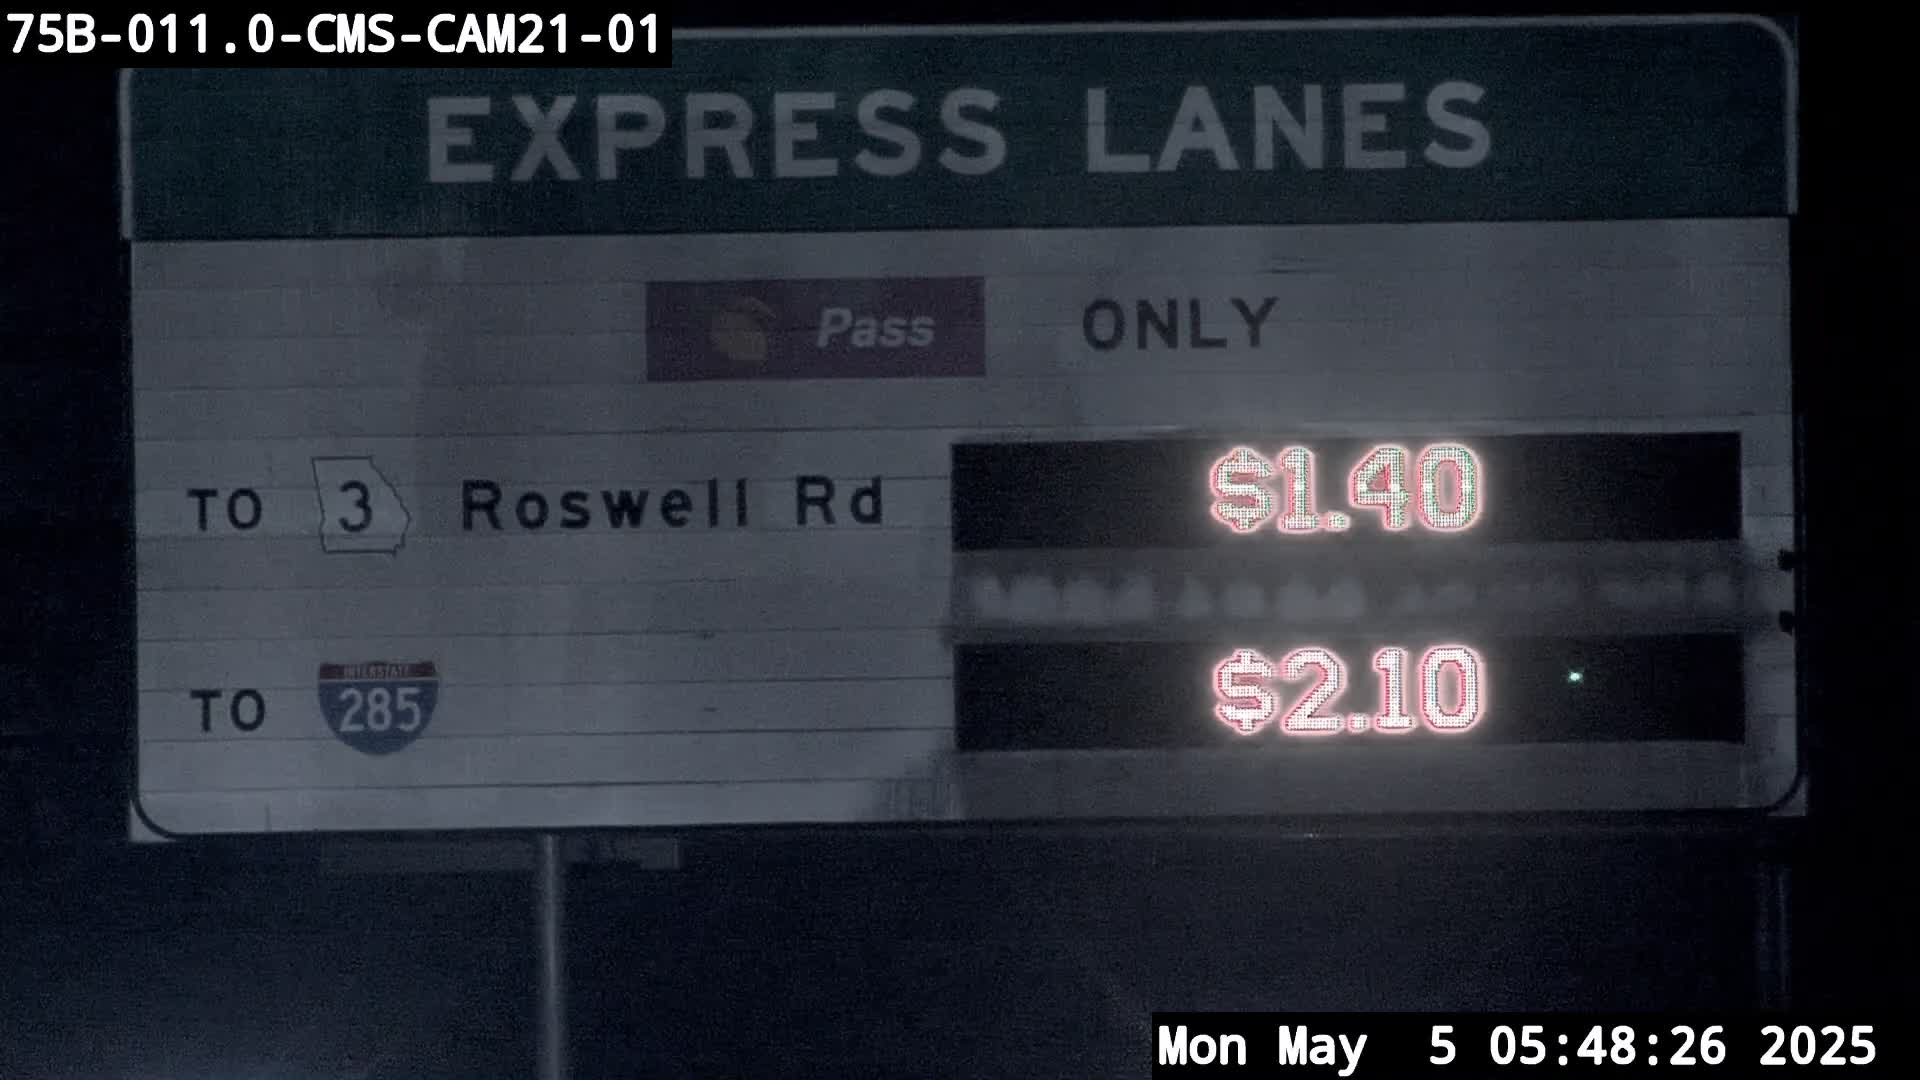 75B-011.0-CMS-CAM21-01
EXPRESS LANES
Pass ONLY
TO 3 Roswell Rd $1.40
TO INTERSTATE 285 $2.10
Mon May 5 05:48:26 2025